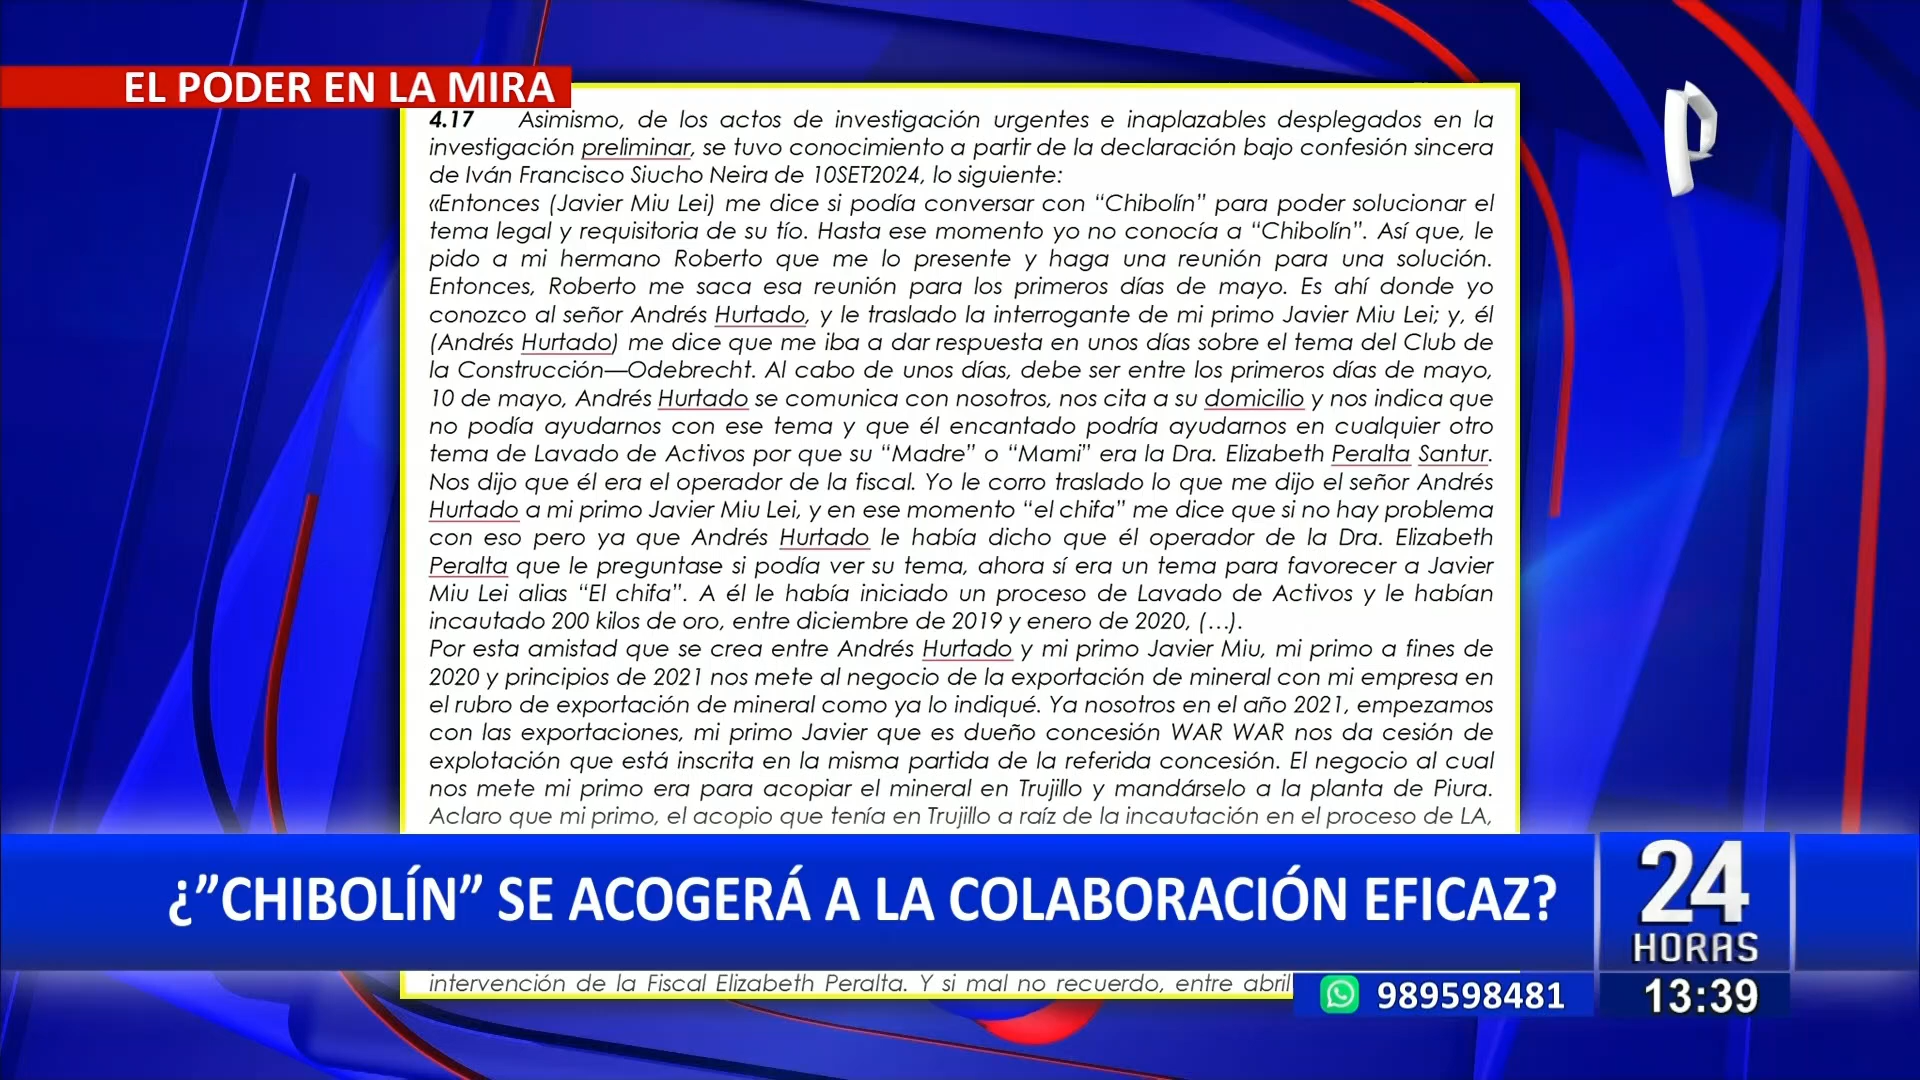 EL PODER EN LA MIRA
4.17 Asimismo, de los actos de investigación urgentes e inaplazables desplegados en la
investigación preliminar, se tuvo conocimiento a partir de la declaración bajo confesión sincera
de Iván Francisco Siucho Neira de 10SET2024, lo siguiente:
«Entonces (Javier Miu Lei) me dice si podía conversar con “Chibolín” para poder solucionar el
tema legal y requisitoria de su tío. Hasta ese momento yo no conocía a “Chibolín”. Así que, le
pido a mi hermano Roberto que me lo presente y haga una reunión para una solución.
Entonces, Roberto me saca esa reunión para los primeros días de mayo. Es ahí donde yo
conozco al señor Andrés Hurtado, y le traslado la interrogante de mi primo Javier Miu Lei; y, él
(Andrés Hurtado) me dice que me iba a dar respuesta en unos días sobre el tema del Club de
la Construcción—Odebrecht. Al cabo de unos días, debe ser entre los primeros días de mayo,
10 de mayo, Andrés Hurtado se comunica con nosotros, nos cita a su domicilio y nos indica que
no podía ayudarnos con ese tema y que él encantado podría ayudarnos en cualquier otro
tema de Lavado de Activos por que su “Madre” o “Mami” era la Dra. Elizabeth Peralta Santur.
Nos dijo que él era el operador de la fiscal. Yo le corro traslado lo que me dijo el señor Andrés
Hurtado a mi primo Javier Miu Lei, y en ese momento “el chifa” me dice que si no hay problema
con eso pero ya que Andrés Hurtado le había dicho que él operador de la Dra. Elizabeth
Peralta que le preguntase si podía ver su tema, ahora sí era un tema para favorecer a Javier
Miu Lei alias “El chifa”. A él le había iniciado un proceso de Lavado de Activos y le habían
incautado 200 kilos de oro, entre diciembre de 2019 y enero de 2020, (…).
Por esta amistad que se crea entre Andrés Hurtado y mi primo Javier Miu, mi primo a fines de
2020 y principios de 2021 nos mete al negocio de la exportación de mineral con mi empresa en
el rubro de exportación de mineral como ya lo indiqué. Ya nosotros en el año 2021, empezamos
con las exportaciones, mi primo Javier que es dueño concesión WAR WAR nos da cesión de
explotación que está inscrita en la misma partida de la referida concesión. El negocio al cual
nos mete mi primo era para acopiar el mineral en Trujillo y mandárselo a la planta de Piura.
Aclaro que mi primo, el acopio que tenía en Trujillo a raíz de la incautación en el proceso de LA,
¿”CHIBOLÍN” SE ACOGERÁ A LA COLABORACIÓN EFICAZ?
24
HORAS
intervención de la Fiscal Elizabeth Peralta. Y si mal no recuerdo, entre abril
989598481
13:39